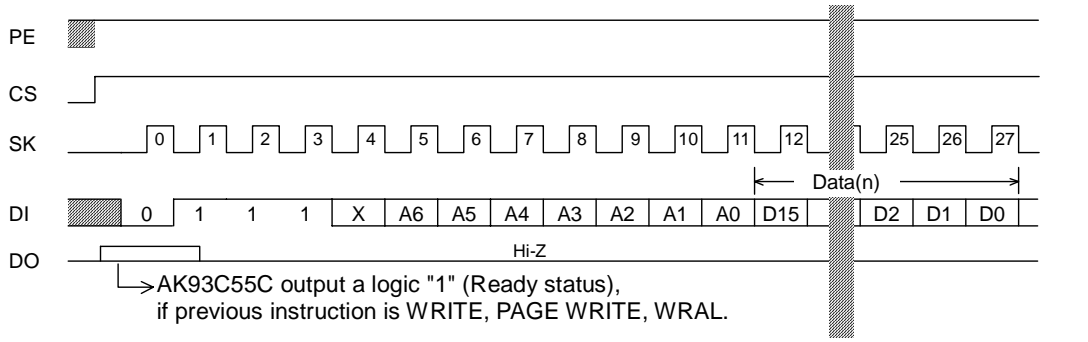 PE
CS
SK 0 1 2 3 4 5 6 7 8 9 10 11 12 25 26 27
Data(n)
DI 0 1 1 1 X A6 A5 A4 A3 A2 A1 A0 D15 D2 D1 D0
DO Hi-Z
AK93C55C output a logic "1" (Ready status),
if previous instruction is WRITE, PAGE WRITE, WRAL.